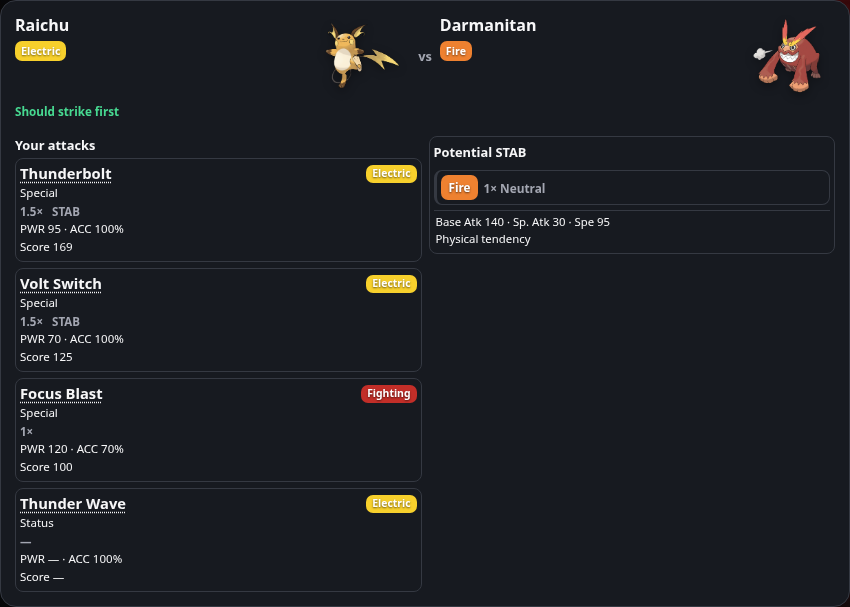 Raichu
Electric
vs
Darmanitan
Fire
Should strike first
Your attacks
Thunderbolt
Electric
Special
1.5× STAB
PWR 95 · ACC 100%
Score 169
Volt Switch
Electric
Special
1.5× STAB
PWR 70 · ACC 100%
Score 125
Focus Blast
Fighting
Special
1×
PWR 120 · ACC 70%
Score 100
Thunder Wave
Electric
Status
—
PWR — · ACC 100%
Score —
Potential STAB
Fire 1× Neutral
Base Atk 140 · Sp. Atk 30 · Spe 95
Physical tendency